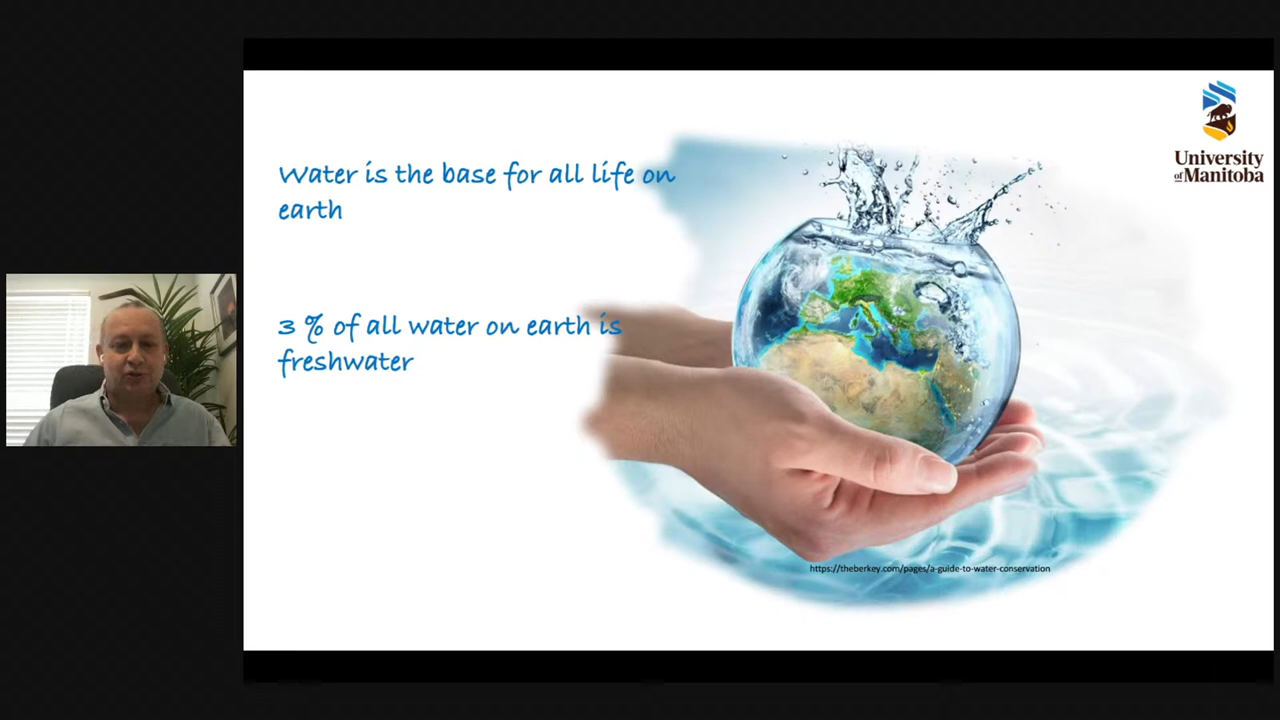 Water is the base for all life on
earth
3 % of all water on earth is
freshwater
University
of Manitoba
https://theberkey.com/pages/a-guide-to-water-conservation